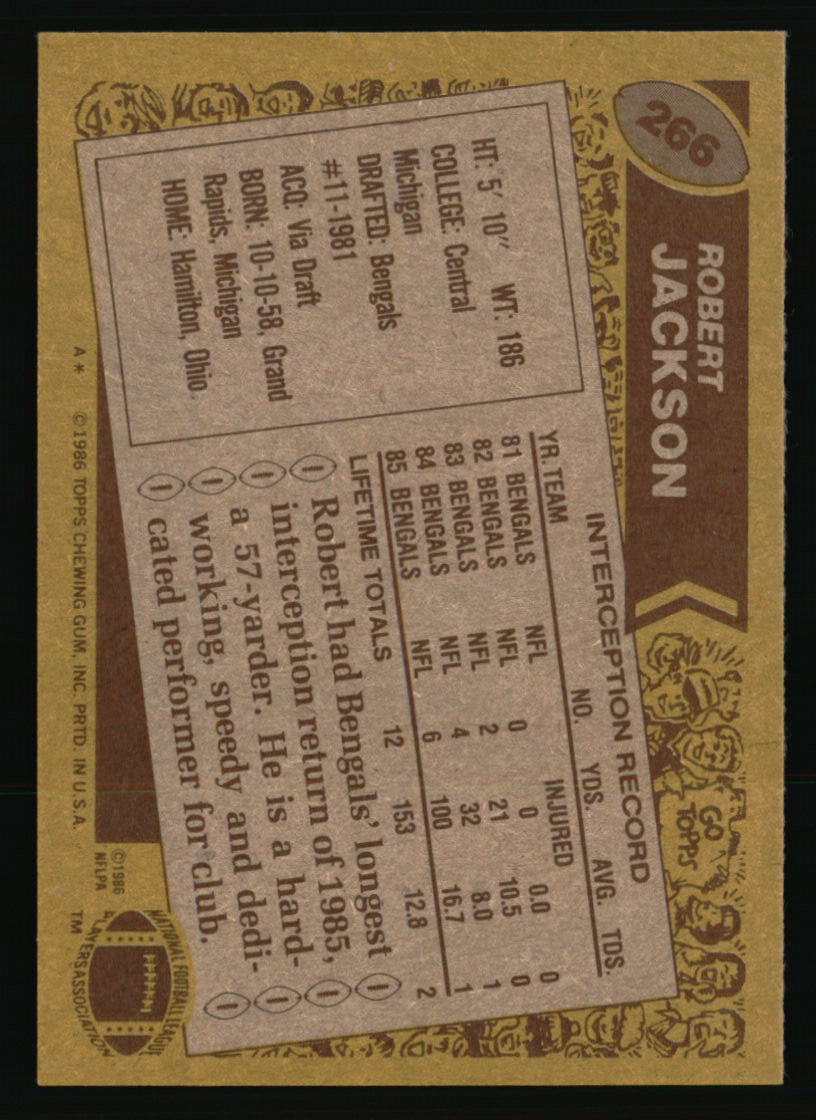 266
ROBERT
JACKSON
HT: 5' 10" WT: 186
COLLEGE: Central
Michigan
DRAFTED: Bengals
#11-1981
ACQ: Via Draft
BORN: 10-10-58, Grand
Rapids, Michigan
HOME: Hamilton, Ohio
INTERCEPTION RECORD
YR. TEAM NO. YDS. AVG. TDS.
81 BENGALS NFL INJURED
82 BENGALS NFL 0 0 0.0 0
83 BENGALS NFL 2 21 10.5 0
84 BENGALS NFL 4 32 8.0 1
85 BENGALS NFL 6 100 16.7 1
LIFETIME TOTALS 12 153 12.8 2
Robert had Bengals' longest
interception return of 1985,
a 57-yarder. He is a hard-
working, speedy and dedi-
cated performer for club.
GO
TOPPS
A* ©1986 TOPPS CHEWING GUM, INC. PRTD. IN U.S.A.
©1986
NFLPA
NATIONAL FOOTBALL LEAGUE
PLAYERS ASSOCIATION
TM